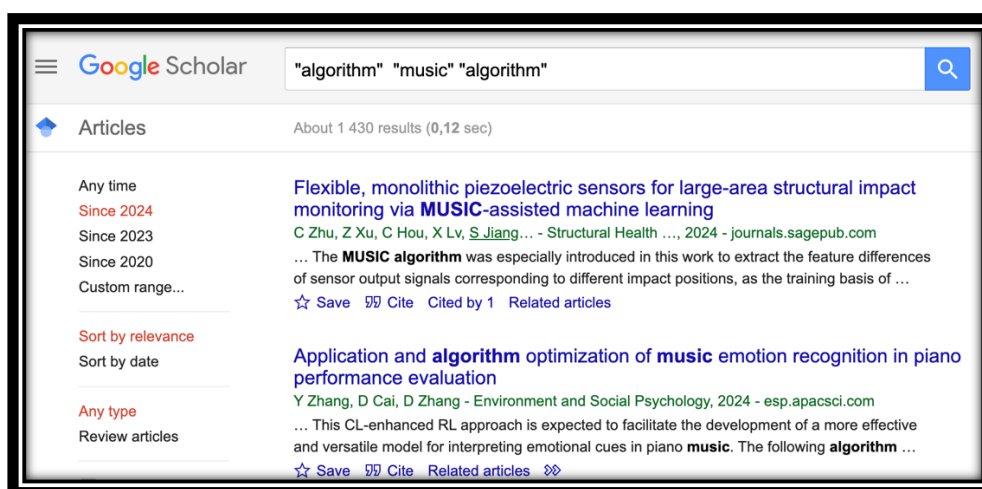 Google Scholar
"algorithm"  "music" "algorithm"
Articles
About 1 430 results (0,12 sec)
Any time
Since 2024
Since 2023
Since 2020
Custom range...
Sort by relevance
Sort by date
Any type
Review articles
Flexible, monolithic piezoelectric sensors for large-area structural impact
monitoring via MUSIC-assisted machine learning
C Zhu, Z Xu, C Hou, X Lv, S Jiang… - Structural Health …, 2024 - journals.sagepub.com
… The MUSIC algorithm was especially introduced in this work to extract the feature differences
of sensor output signals corresponding to different impact positions, as the training basis of …
Save Cite Cited by 1 Related articles
Application and algorithm optimization of music emotion recognition in piano
performance evaluation
Y Zhang, D Cai, D Zhang - Environment and Social Psychology, 2024 - esp.apacsci.com
… This CL-enhanced RL approach is expected to facilitate the development of a more effective
and versatile model for interpreting emotional cues in piano music. The following algorithm …
Save Cite Related articles